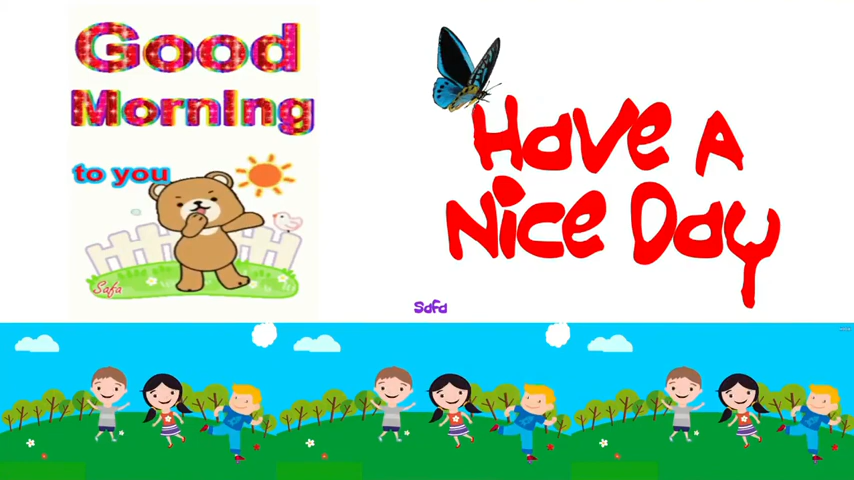 Good
MornIng
to you
Safa
Have A
Nice Day
Safa